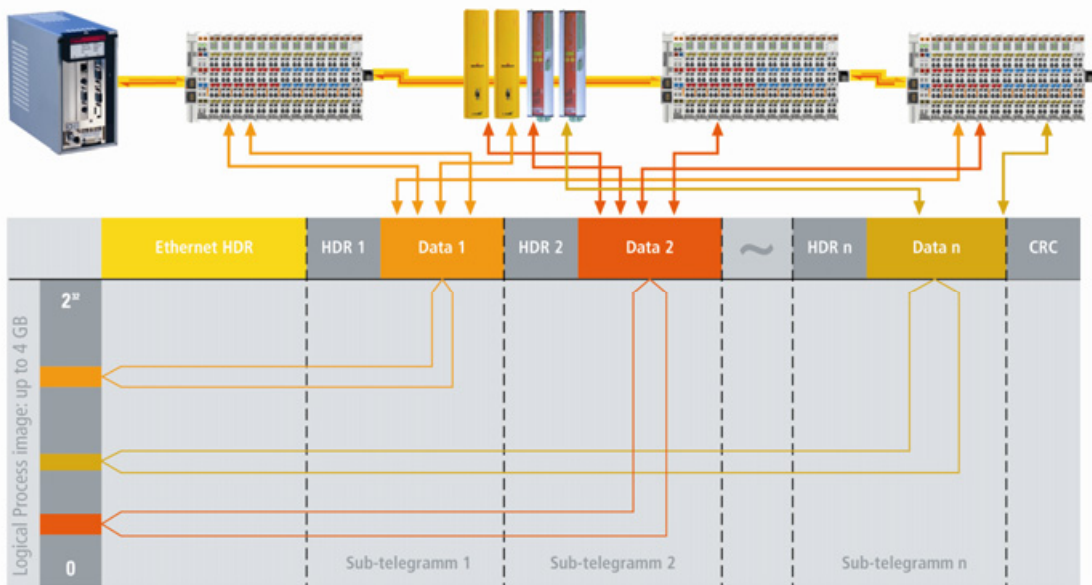 Ethernet HDR
HDR 1
Data 1
HDR 2
Data 2
~
HDR n
Data n
CRC
Logical Process image: up to 4 GB
2³²
0
Sub-telegramm 1
Sub-telegramm 2
Sub-telegramm n